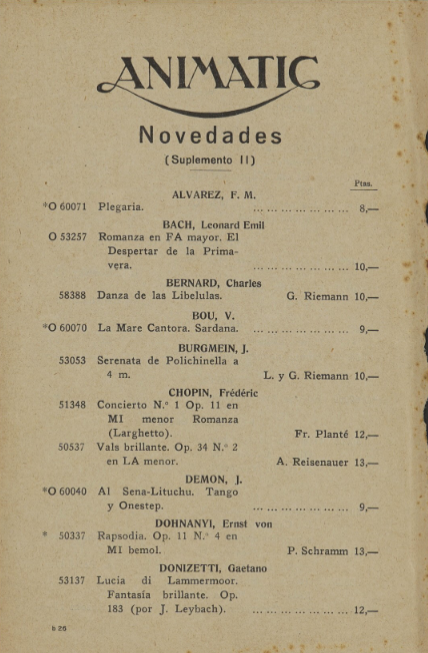 ANIMATIC
Novedades
(Suplemento II)
Ptas.
ALVAREZ, F. M.
*O 60071 Plegaria. ... ... ... ... ... ... ... 8,—
BACH, Leonard Emil
O 53257 Romanza en FA mayor. El
Despertar de la Prima-
vera. ... ... ... ... ... ... ... 10,—
BERNARD, Charles
58388 Danza de las Libelulas. G. Riemann 10,—
BOU, V.
*O 60070 La Mare Cantora. Sardana. ... ... ... ... ... ... ... 9,—
BURGMEIN, J.
53053 Serenata de Polichinella a
4 m. L. y G. Riemann 10,—
CHOPIN, Frédéric
51348 Concierto N.º 1 Op. 11 en
MI menor Romanza
(Larghetto). Fr. Planté 12,—
50537 Vals brillante. Op. 34 N.º 2
en LA menor. A. Reisenauer 13,—
DEMON, J.
*O 60040 Al Sena-Lituchu. Tango
y Onestep. ... ... ... ... ... ... ... 9,—
DOHNANYI, Ernst von
* 50337 Rapsodia. Op. 11 N.º 4 en
MI bemol. P. Schramm 13,—
DONIZETTI, Gaetano
53137 Lucia di Lammermoor.
Fantasía brillante. Op.
183 (por J. Leybach). ... ... ... ... ... ... ... 12,—
b 26